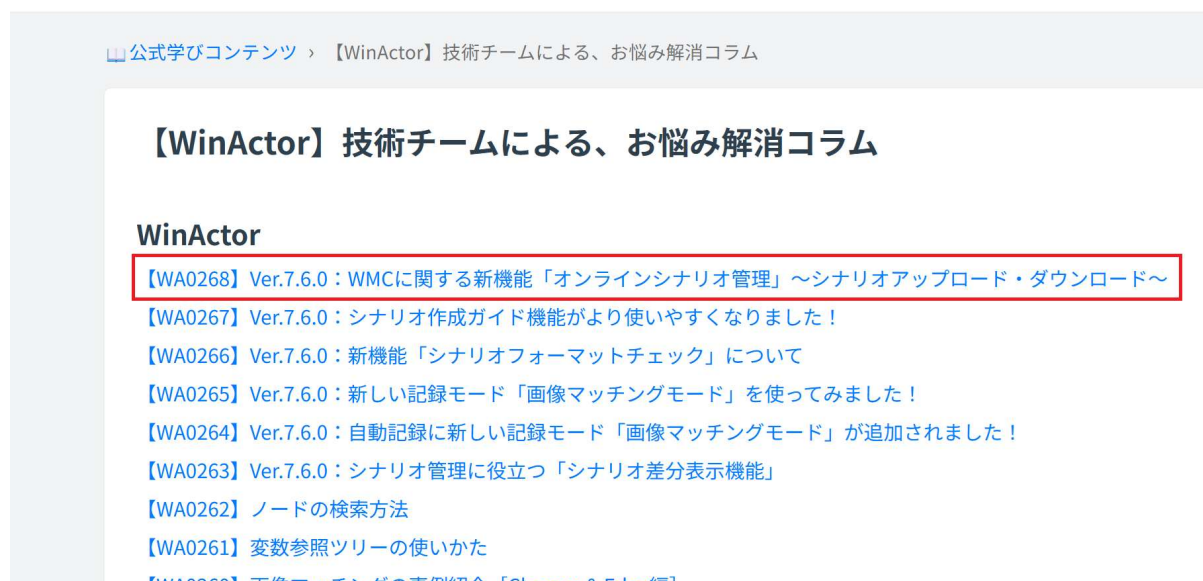 公式学びコンテンツ › 【WinActor】技術チームによる、お悩み解消コラム
【WinActor】技術チームによる、お悩み解消コラム
WinActor
【WA0268】Ver.7.6.0：WMCに関する新機能「オンラインシナリオ管理」～シナリオアップロード・ダウンロード～
【WA0267】Ver.7.6.0：シナリオ作成ガイド機能がより使いやすくなりました！
【WA0266】Ver.7.6.0：新機能「シナリオフォーマットチェック」について
【WA0265】Ver.7.6.0：新しい記録モード「画像マッチングモード」を使ってみました！
【WA0264】Ver.7.6.0：自動記録に新しい記録モード「画像マッチングモード」が追加されました！
【WA0263】Ver.7.6.0：シナリオ管理に役立つ「シナリオ差分表示機能」
【WA0262】ノードの検索方法
【WA0261】変数参照ツリーの使いかた